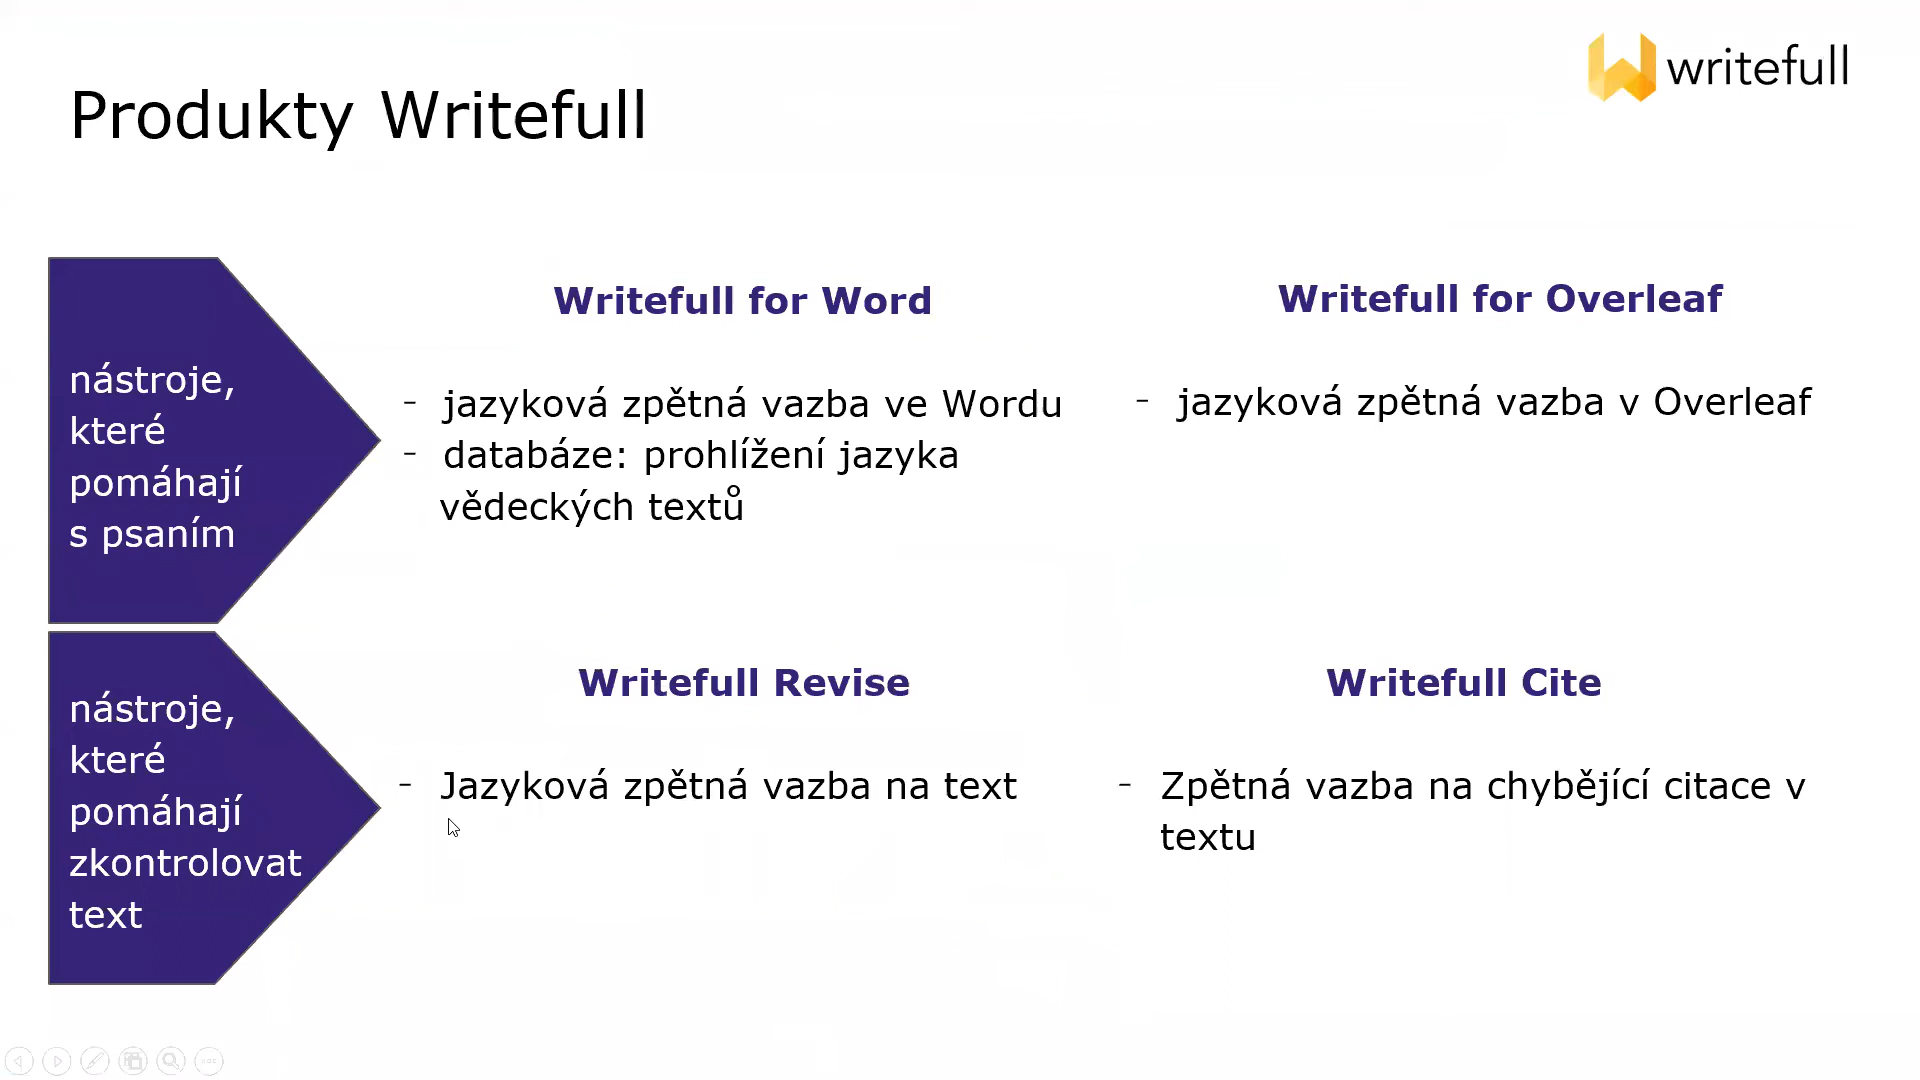 writefull
Produkty Writefull
nástroje,
které
pomáhají
s psaním
Writefull for Word
- jazyková zpětná vazba ve Wordu
- databáze: prohlížení jazyka
vědeckých textů
Writefull for Overleaf
- jazyková zpětná vazba v Overleaf
nástroje,
které
pomáhají
zkontrolovat
text
Writefull Revise
- Jazyková zpětná vazba na text
Writefull Cite
- Zpětná vazba na chybějící citace v
textu